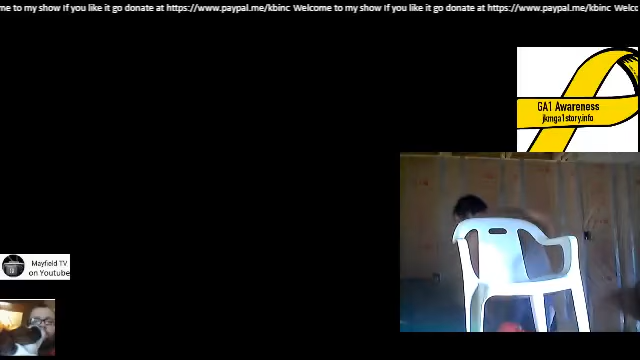 me to my show If you like it go donate at https://www.paypal.me/kbinc Welcome to my show If you like it go donate at https://www.paypal.me/kbinc Welco
GA1 Awareness
jkmga1story.info
Mayfield TV
on Youtube